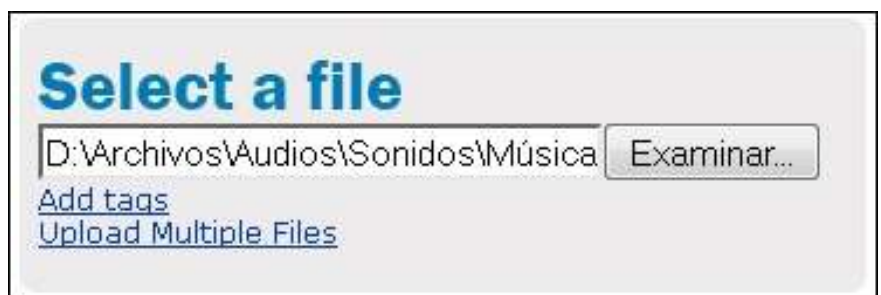 Select a file
D:\Archivos\Audios\Sonidos\Música Examinar...
Add tags
Upload Multiple Files